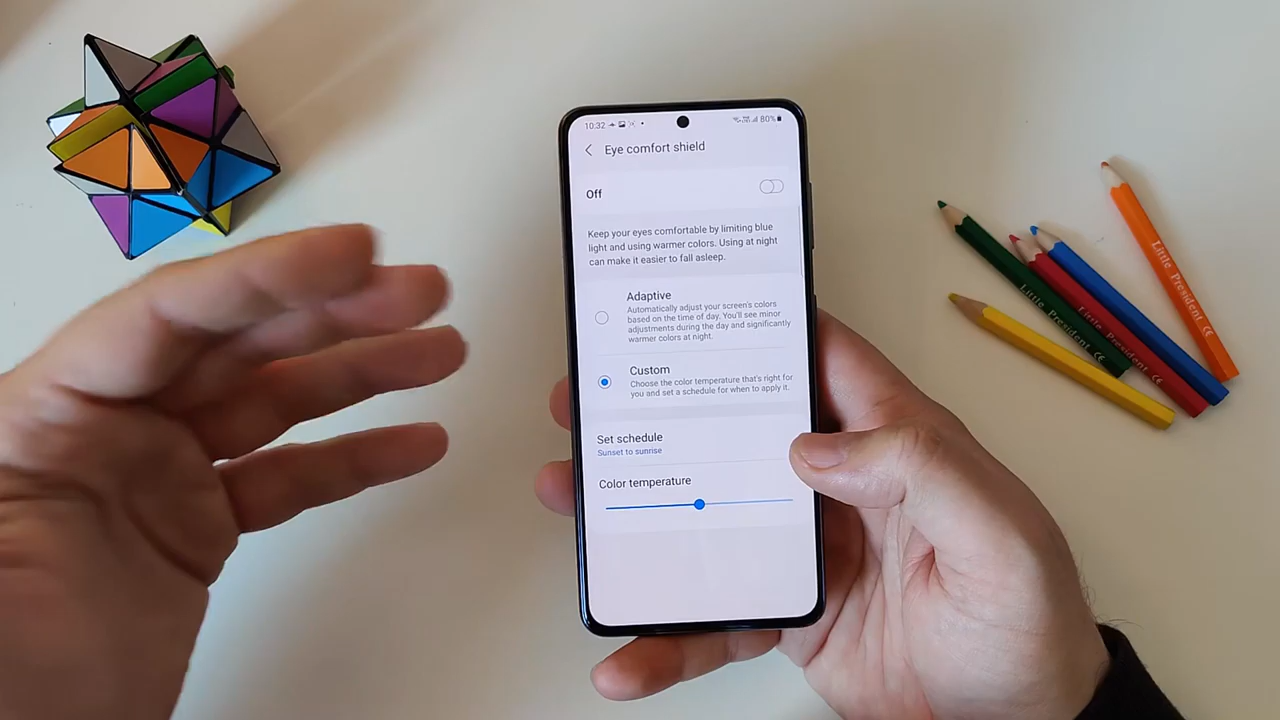 10:32
80%
Eye comfort shield
Off
Keep your eyes comfortable by limiting blue
light and using warmer colors. Using at night
can make it easier to fall asleep.
Adaptive
Automatically adjust your screen's colors
based on the time of day. You'll see minor
adjustments during the day and significantly
warmer colors at night.
Custom
Choose the color temperature that's right for
you and set a schedule for when to apply it.
Set schedule
Sunset to sunrise
Color temperature
Little President
Little President
Little President
Little President
Little President